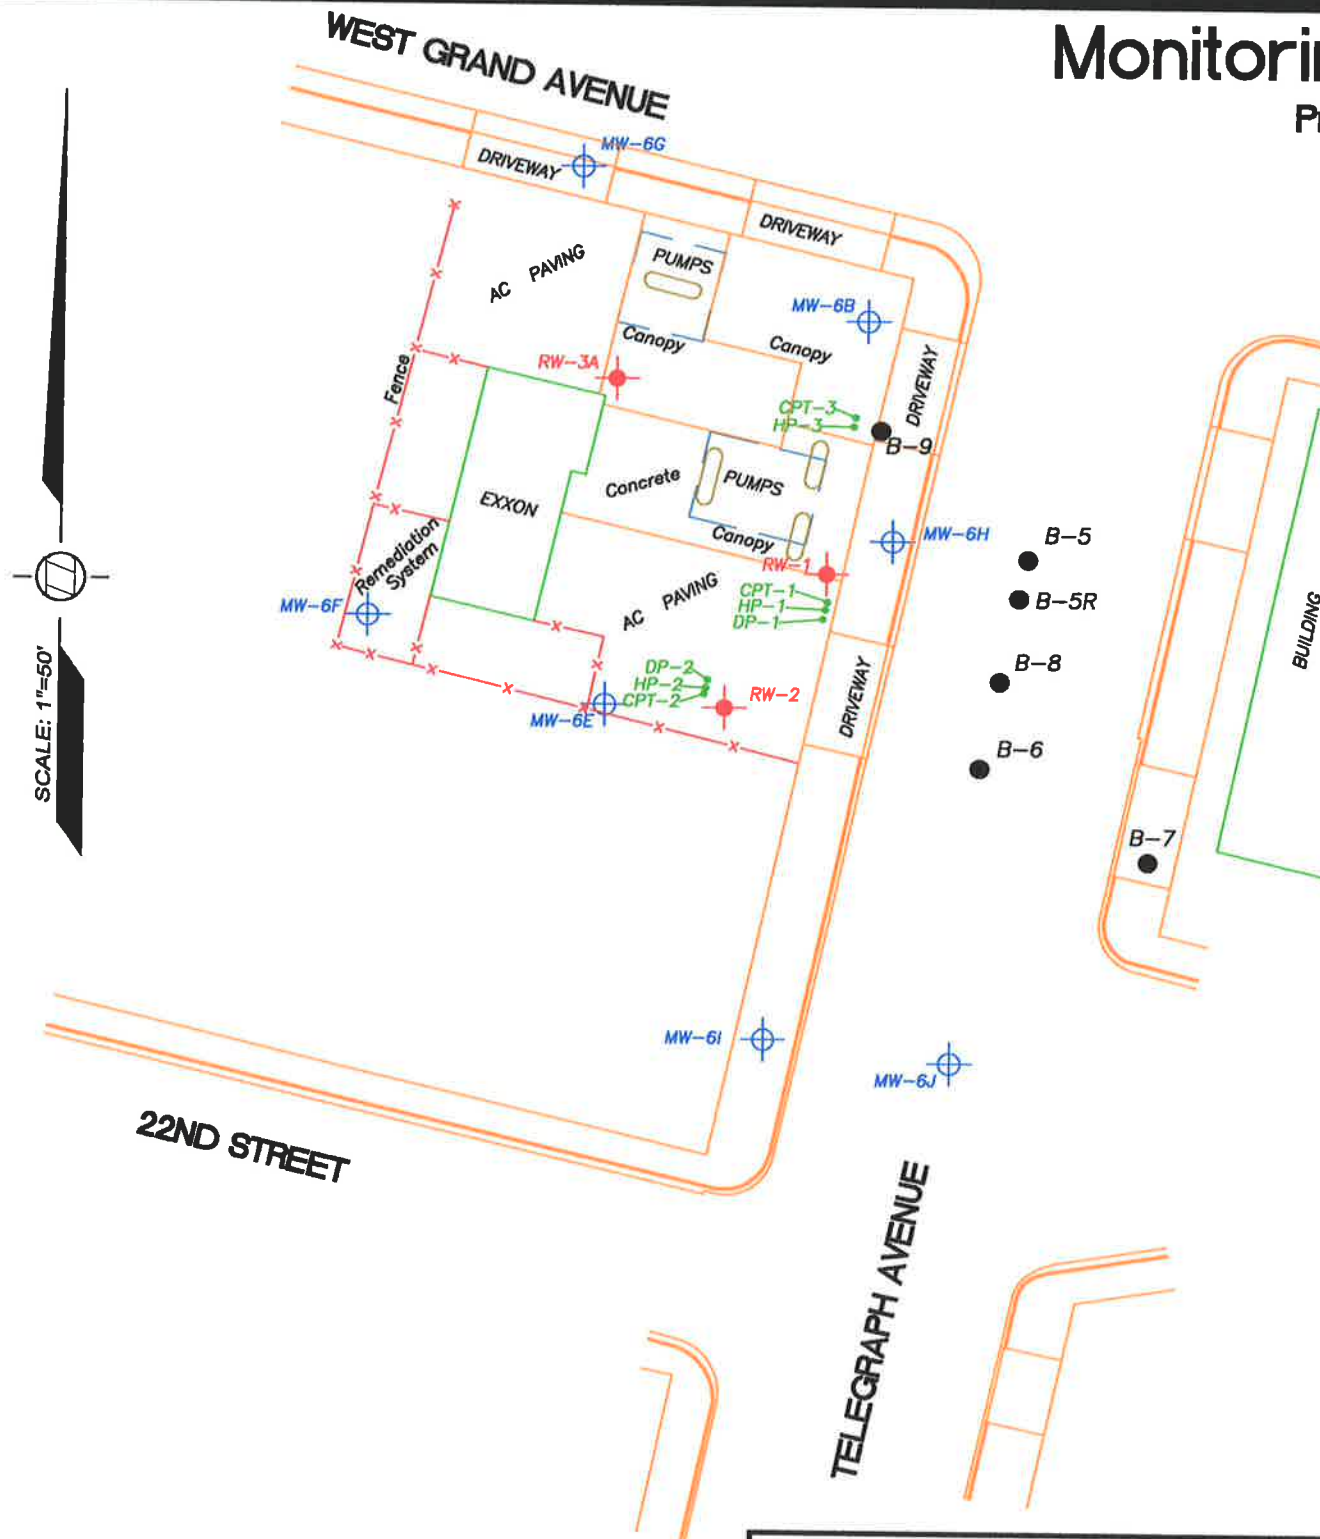 WEST GRAND AVENUE
Monitorin
Pr
MW-6G
DRIVEWAY
DRIVEWAY
AC PAVING
PUMPS
MW-6B
Canopy
Canopy
RW-3A
Fence
DRIVEWAY
CPT-3
HP-3
B-9
Concrete
PUMPS
EXXON
Canopy
MW-6H
B-5
Remediation
System
RW-1
AC PAVING
CPT-1
HP-1
DP-1
B-5R
MW-6F
BUILDING
DP-2
HP-2
CPT-2
RW-2
MW-6E
DRIVEWAY
B-8
B-6
SCALE: 1"=50'
B-7
MW-6I
MW-6J
22ND STREET
TELEGRAPH AVENUE